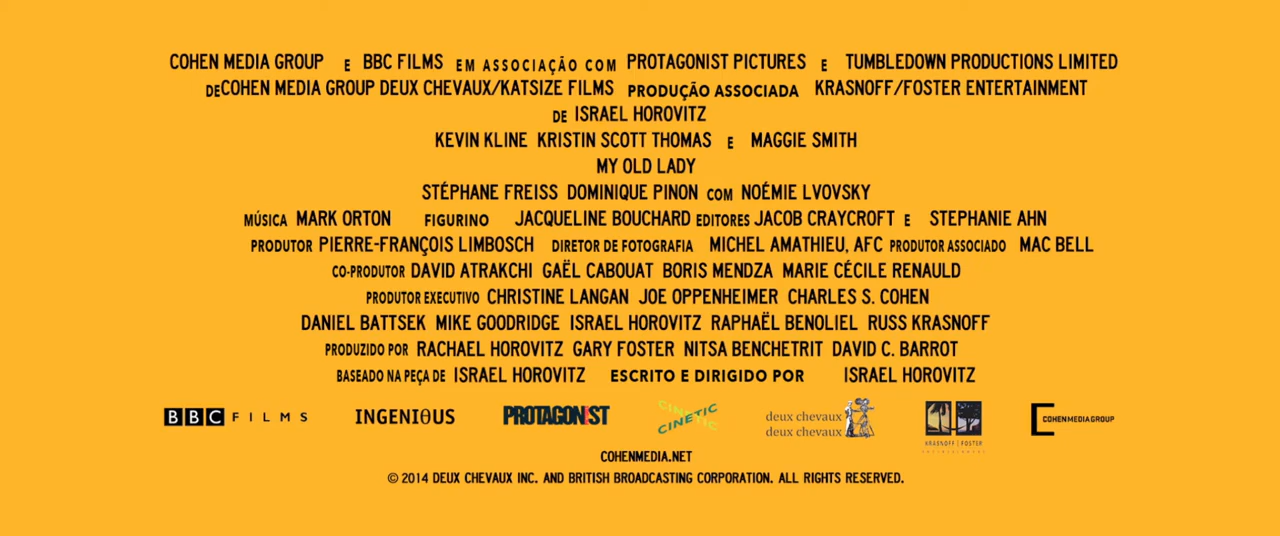 COHEN MEDIA GROUP E BBC FILMS EM ASSOCIAÇÃO COM PROTAGONIST PICTURES E TUMBLEDOWN PRODUCTIONS LIMITED
DE COHEN MEDIA GROUP DEUX CHEVAUX/KATSIZE FILMS PRODUÇÃO ASSOCIADA KRASNOFF/FOSTER ENTERTAINMENT
DE ISRAEL HOROVITZ
KEVIN KLINE KRISTIN SCOTT THOMAS E MAGGIE SMITH
MY OLD LADY
STÉPHANE FREISS DOMINIQUE PINON COM NOÉMIE LVOVSKY
MÚSICA MARK ORTON FIGURINO JACQUELINE BOUCHARD EDITORES JACOB CRAYCROFT E STEPHANIE AHN
PRODUTOR PIERRE-FRANÇOIS LIMBOSCH DIRETOR DE FOTOGRAFIA MICHEL AMATHIEU, AFC PRODUTOR ASSOCIADO MAC BELL
CO-PRODUTOR DAVID ATRAKCHI GAËL CABOUAT BORIS MENDZA MARIE CÉCILE RENAULD
PRODUTOR EXECUTIVO CHRISTINE LANGAN JOE OPPENHEIMER CHARLES S. COHEN
DANIEL BATTSEK MIKE GOODRIDGE ISRAEL HOROVITZ RAPHAËL BENOLIEL RUSS KRASNOFF
PRODUZIDO POR RACHAEL HOROVITZ GARY FOSTER NITSA BENCHETRIT DAVID C. BARROT
BASEADO NA PEÇA DE ISRAEL HOROVITZ ESCRITO E DIRIGIDO POR ISRAEL HOROVITZ
BBC FILMS
INGENIOUS
PROTAGONIST
CINETIC
CINETIC
deux chevaux
deux chevaux
KRASNOFF | FOSTER
COHENMEDIAGROUP
COHENMEDIA.NET
© 2014 DEUX CHEVAUX INC. AND BRITISH BROADCASTING CORPORATION. ALL RIGHTS RESERVED.